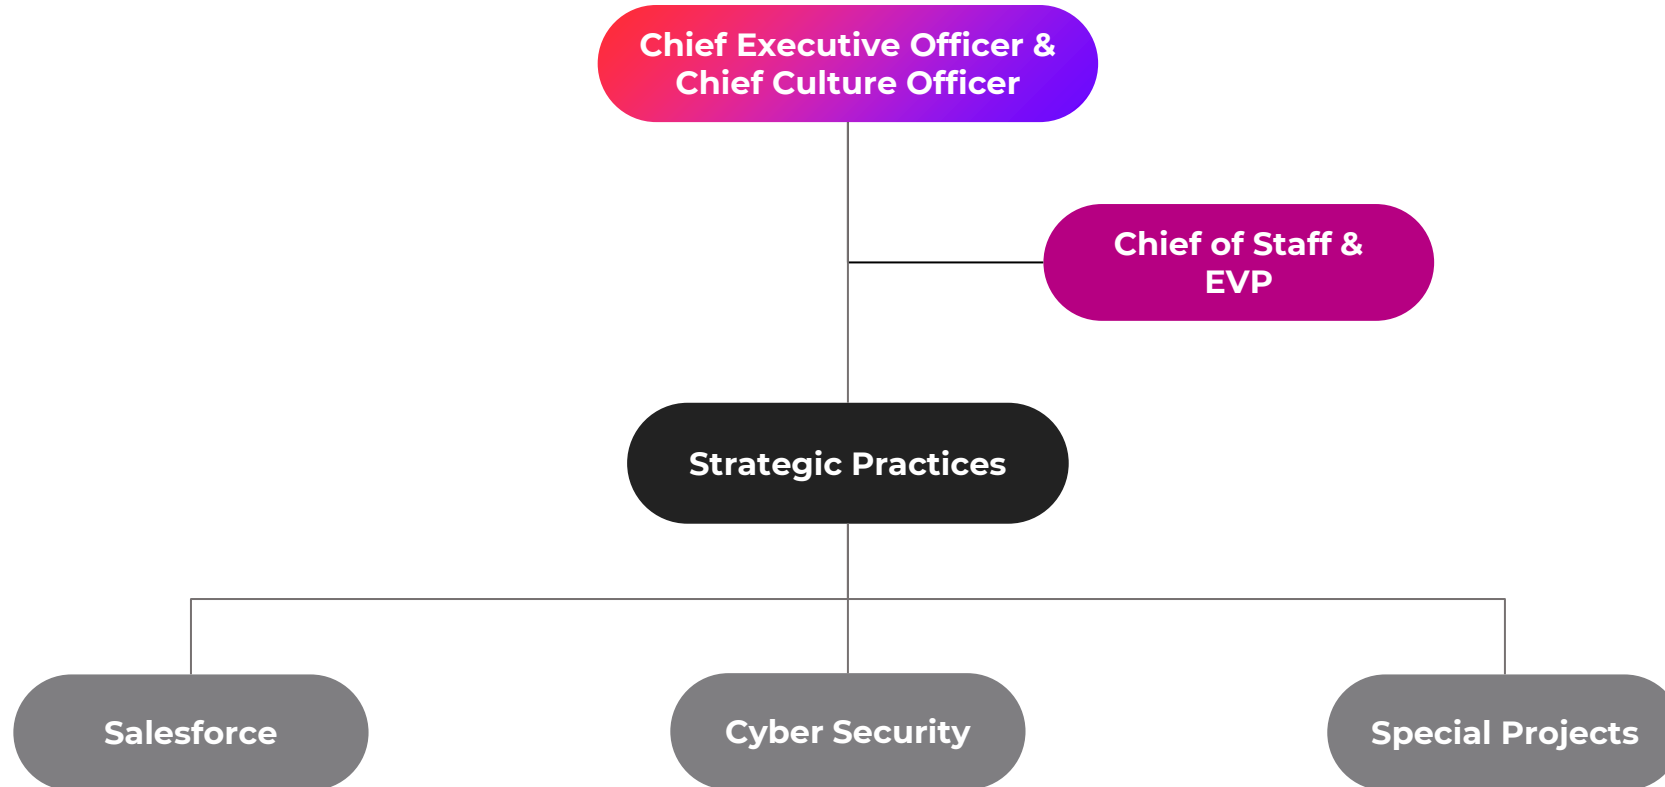 Chief Executive Officer &
Chief Culture Officer
Chief of Staff &
EVP
Strategic Practices
Salesforce
Cyber Security
Special Projects